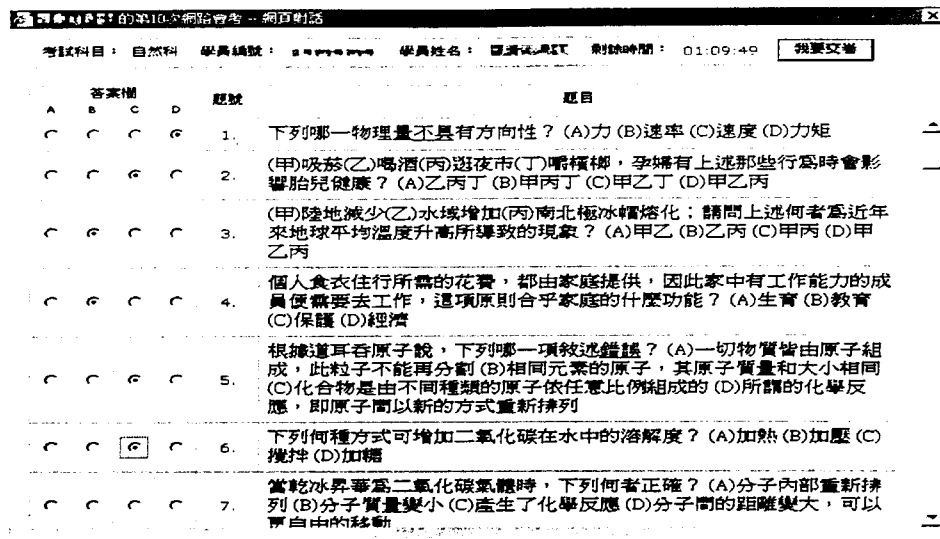 的第10次網路會考 -- 網頁對話
考試科目： 自然科 學員編號： 學員姓名： 剩餘時間： 01:09:49 我要交卷
答案欄 題號 題目
A B C D
1. 下列哪一物理量不具有方向性？(A)力(B)速率(C)速度(D)力矩
2. (甲)吸菸(乙)喝酒(丙)逛夜市(丁)嚼檳榔，孕婦有上述那些行為時會影
響胎兒健康？(A)乙丙丁(B)甲丙丁(C)甲乙丁(D)甲乙丙
3. (甲)陸地減少(乙)水域增加(丙)南北極冰帽熔化；請問上述何者為近年
來地球平均溫度升高所導致的現象？(A)甲乙(B)乙丙(C)甲丙(D)甲
乙丙
4. 個人食衣住行所需的花費，都由家庭提供，因此家中有工作能力的成
員便需要去工作，這項原則合乎家庭的什麼功能？(A)生育(B)教育
(C)保護(D)經濟
5. 根據道耳吞原子說，下列哪一項敘述錯誤？(A)一切物質皆由原子組
成，此粒子不能再分割(B)相同元素的原子，其原子質量和大小相同
(C)化合物是由不同種類的原子依任意比例組成的(D)所謂的化學反
應，即原子間以新的方式重新排列
6. 下列何種方式可增加二氧化碳在水中的溶解度？(A)加熱(B)加壓(C)
攪拌(D)加糖
7. 當乾冰昇華為二氧化碳氣體時，下列何者正確？(A)分子內部重新排
列(B)分子質量變小(C)產生了化學反應(D)分子間的距離變大，可以
更自由的移動